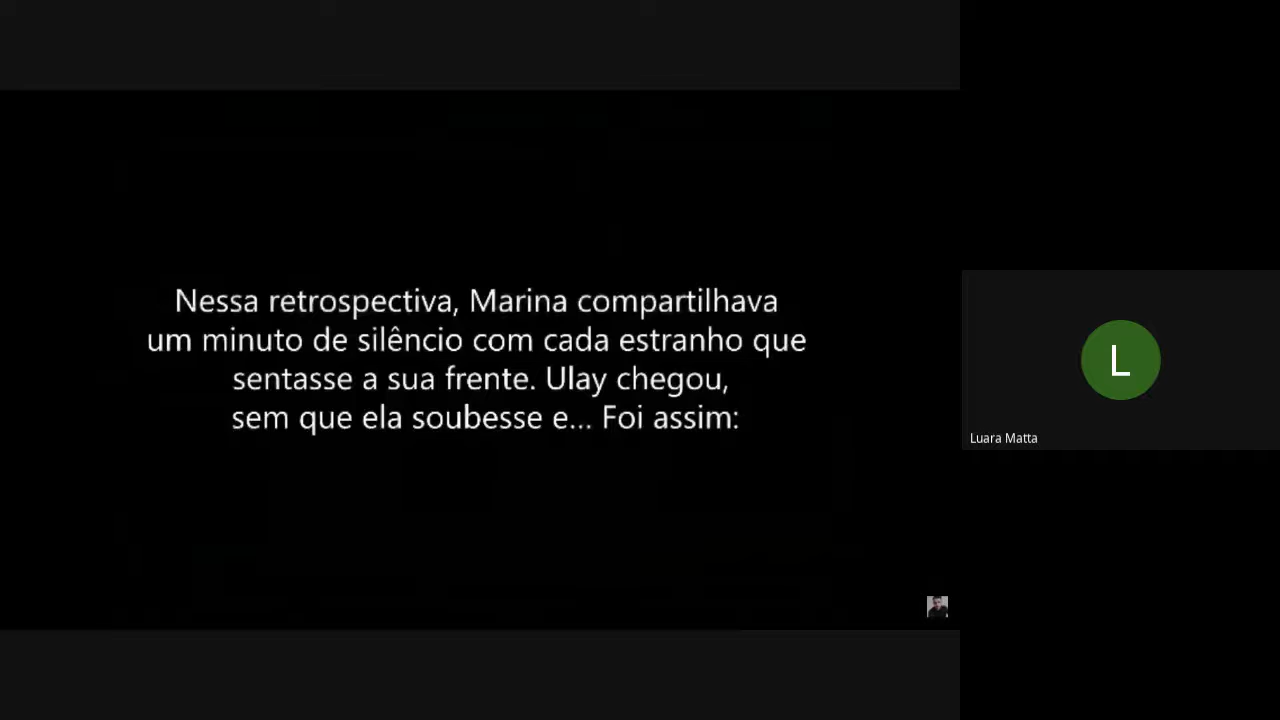 Nessa retrospectiva, Marina compartilhava
um minuto de silêncio com cada estranho que
sentasse a sua frente. Ulay chegou,
sem que ela soubesse e... Foi assim:
L
Luara Matta